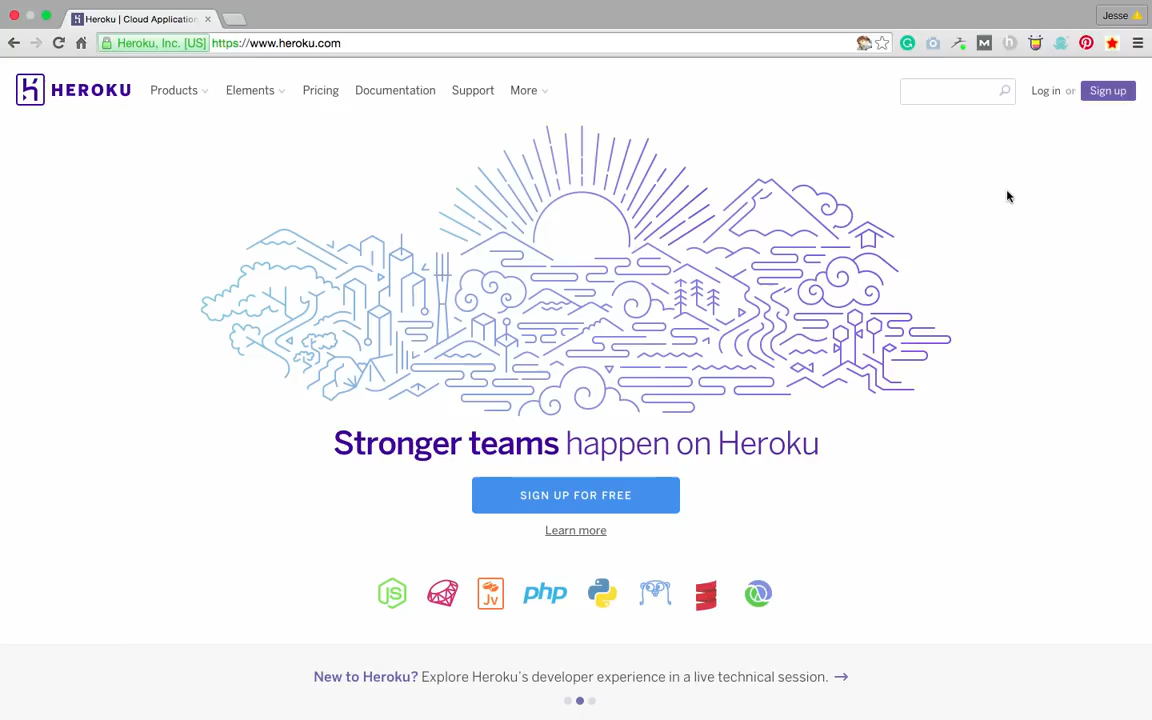 Heroku | Cloud Application
Jesse
Heroku, Inc. [US] https://www.heroku.com
HEROKU Products Elements Pricing Documentation Support More Log in or Sign up
Stronger teams happen on Heroku
SIGN UP FOR FREE
Learn more
JS Jv php
New to Heroku? Explore Heroku's developer experience in a live technical session. →